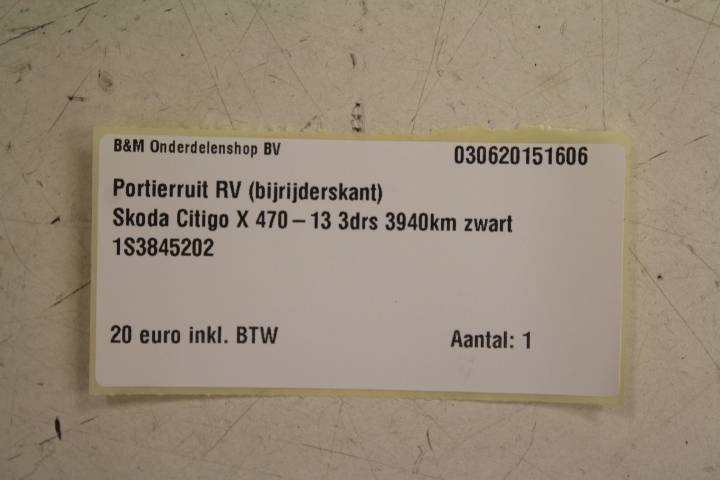 B&M Onderdelenshop BV 030620151606
Portierruit RV (bijrijderskant)
Skoda Citigo X 470 – 13 3drs 3940km zwart
1S3845202
20 euro inkl. BTW Aantal: 1